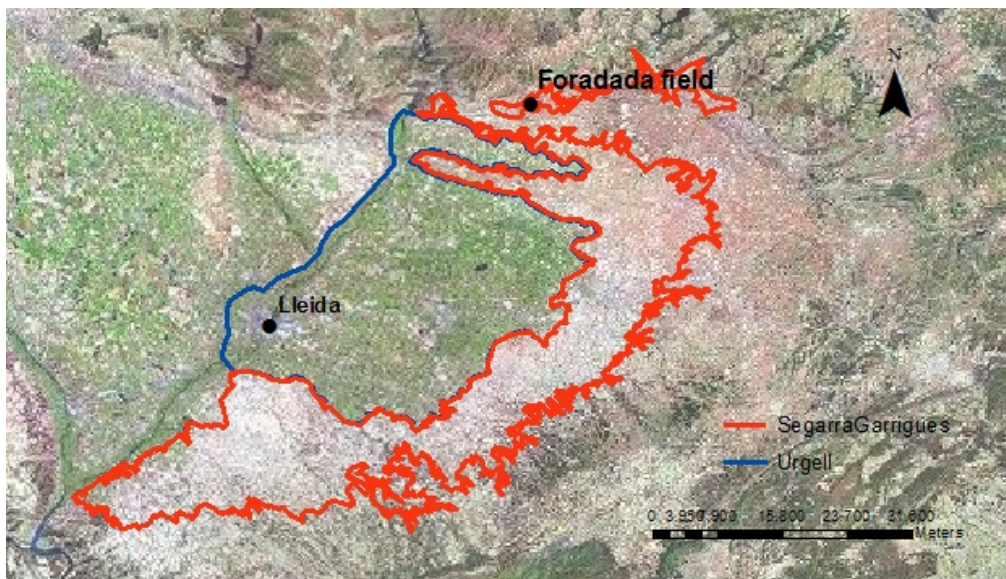 N
Foradada field
Lleida
SegarraGarrigues
Urgell
0 3.950 7.900 15.800 23.700 31.600
Meters